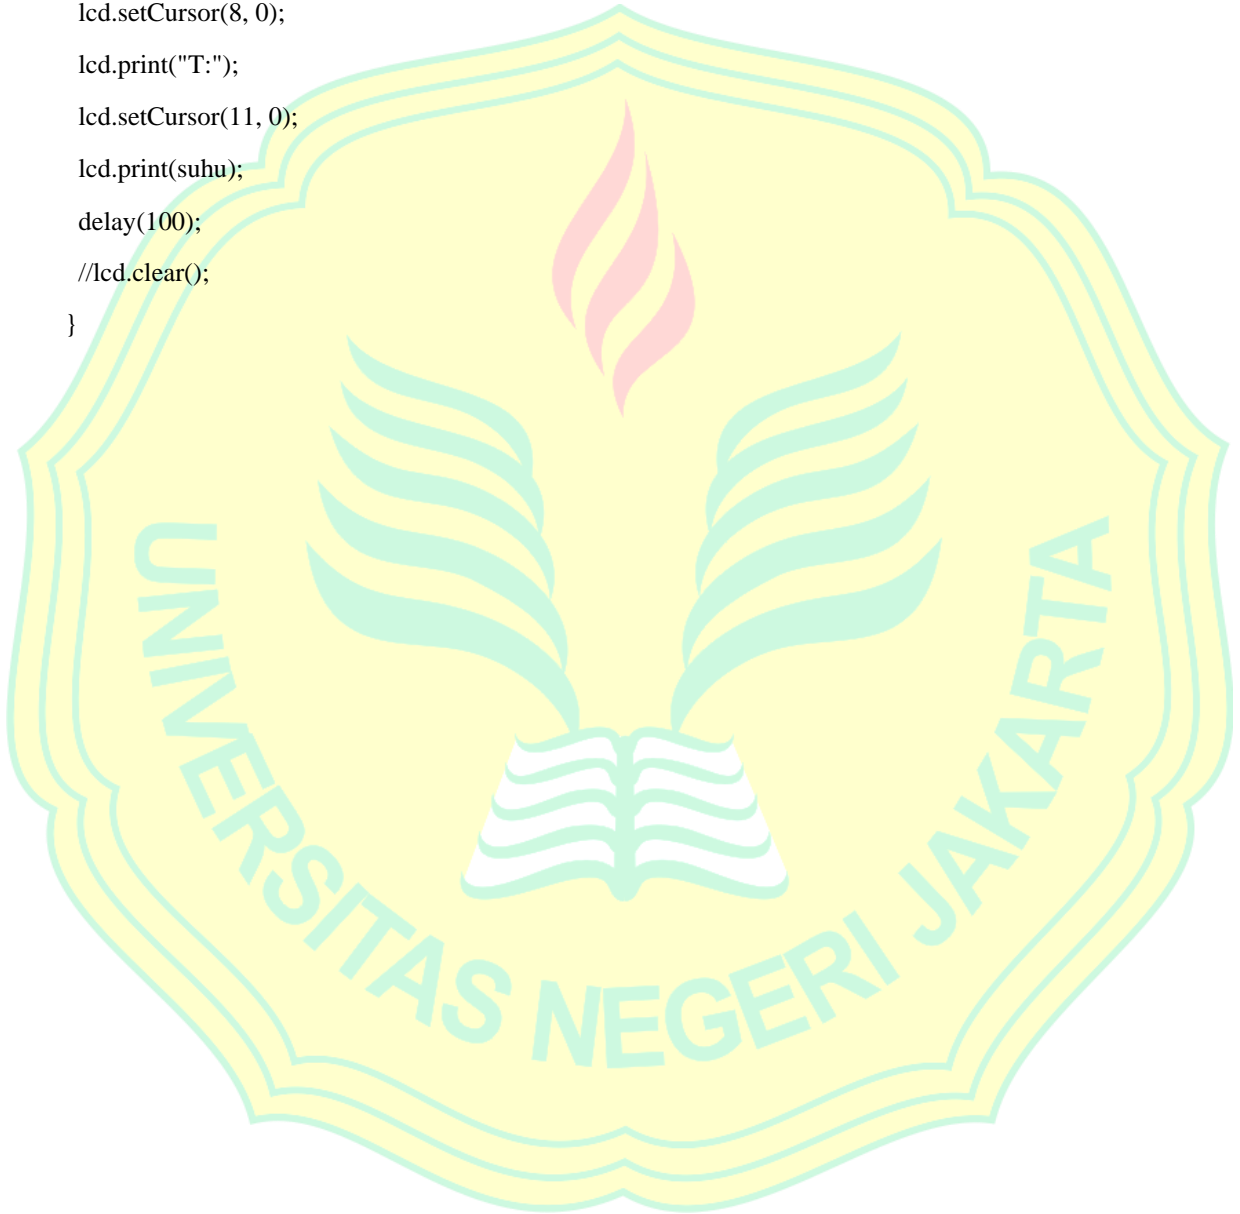 lcd.setCursor(8, 0);
lcd.print("T:");
lcd.setCursor(11, 0);
lcd.print(suhu);
delay(100);
//lcd.clear();
}
UNIVERSITAS NEGERI JAKARTA